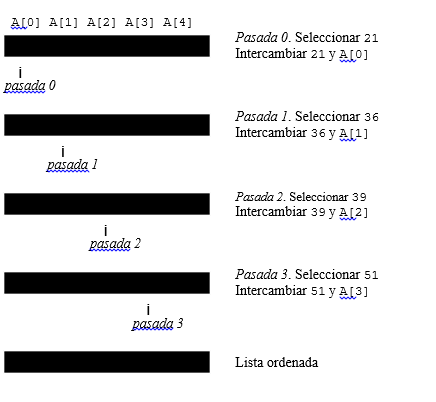 A[0] A[1] A[2] A[3] A[4]
Pasada 0. Seleccionar 21
Intercambiar 21 y A[0]
i
pasada 0
Pasada 1. Seleccionar 36
Intercambiar 36 y A[1]
i
pasada 1
Pasada 2. Seleccionar 39
Intercambiar 39 y A[2]
i
pasada 2
Pasada 3. Seleccionar 51
Intercambiar 51 y A[3]
i
pasada 3
Lista ordenada